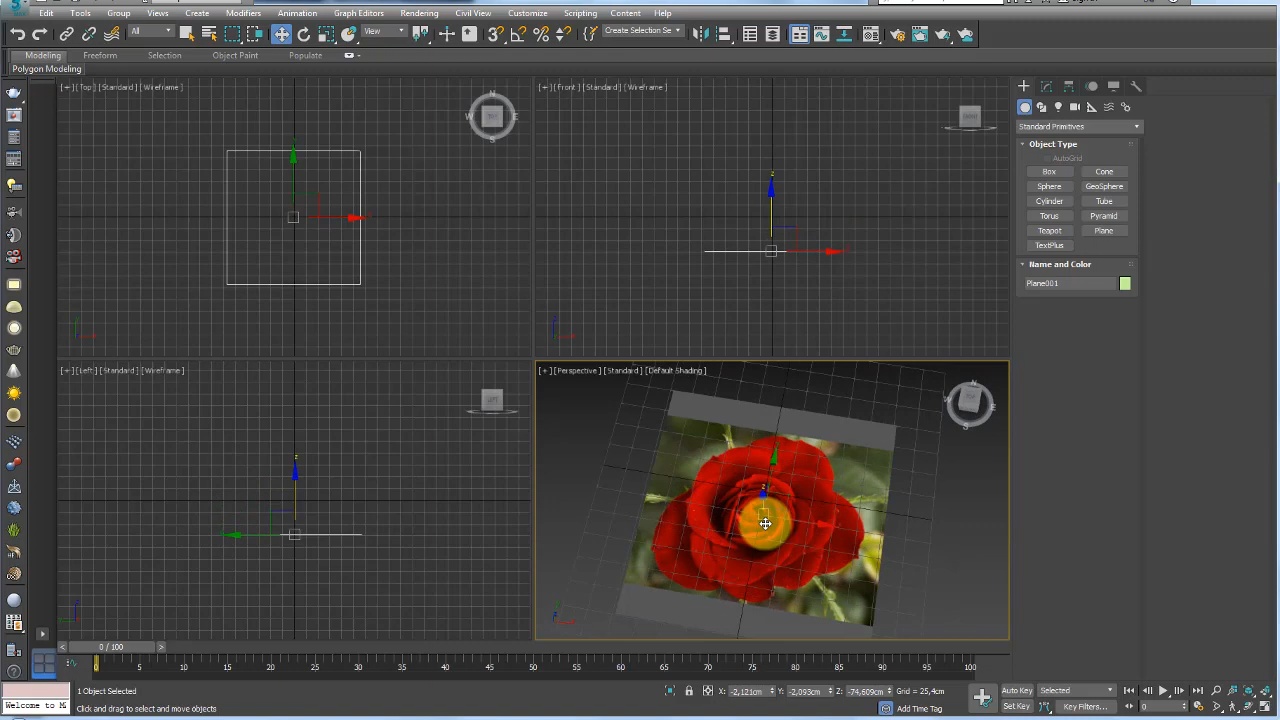 Edit Tools Group Views Create Modifiers Animation Graph Editors Rendering Civil View Customize Scripting Content Help
All View Create Selection Se
Modeling Freeform Selection Object Paint Populate
Polygon Modeling
[+] [Top] [Standard] [Wireframe]
[+] [Front] [Standard] [Wireframe]
N
W E
S
Standard Primitives
Object Type
AutoGrid
Box Cone
Sphere GeoSphere
Cylinder Tube
Torus Pyramid
Teapot Plane
TextPlus
Name and Color
Plane001
[+] [Left] [Standard] [Wireframe]
[+] [Perspective] [Standard] [Default Shading]
0 / 100
0 5 10 15 20 25 30 35 40 45 50 55 60 65 70 75 80 85 90 95 100
1 Object Selected
X: -2,121cm Y: -2,093cm Z: -74,609cm Grid = 25,4cm
Auto Key Selected
Welcome to M
Click and drag to select and move objects
Add Time Tag
Set Key Key Filters... 0